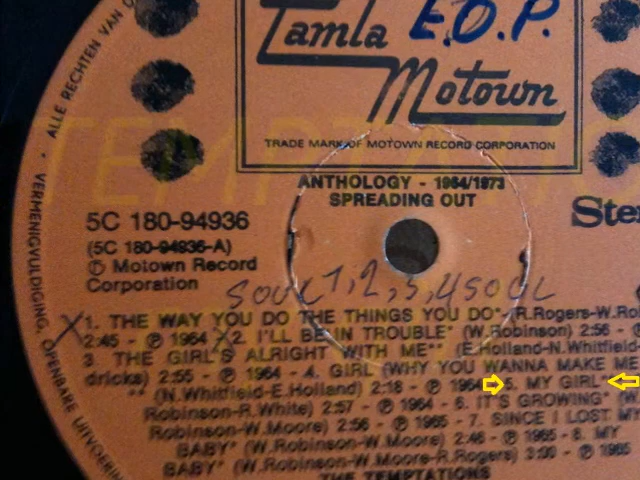 E.O.P.
Tamla
Motown
TRADE MARK OF MOTOWN RECORD CORPORATION
ANTHOLOGY - 1964/1973
SPREADING OUT
5C 180-94936
(5C 180-94936-A)
℗ Motown Record
Corporation
SOUL 1,2,3,4 SOUL
1. THE WAY YOU DO THE THINGS YOU DO* (R.Rogers-W.Ro
2:45 - ℗ 1964 X 2. I'LL BE IN TROUBLE* (W.Robinson) 2:56 -
3 THE GIRL'S ALRIGHT WITH ME** (E.Holland-N.Whitfield-
dricks) 2:55 - ℗ 1964 - 4. GIRL (WHY YOU WANNA MAKE ME
** (N.Whitfield-E.Holland) 2:18 - ℗ 1964 5. MY GIRL*
Robinson-R.White) 2:57 - ℗ 1964 - 6. IT'S GROWING* (W.
Robinson-W.Moore) 2:56 - ℗ 1965 - 7. SINCE I LOST MY
BABY* (W.Robinson-W.Moore) 2:46 - ℗ 1965 - 8. MY
BABY* (W.Robinson-W.Moore-R.Rogers) 3:00 - ℗ 1965
THE TEMPTATIONS
Ster
ALLE RECHTEN VAN
VERMENIGVULDIGING, OPENBARE UITVOERING